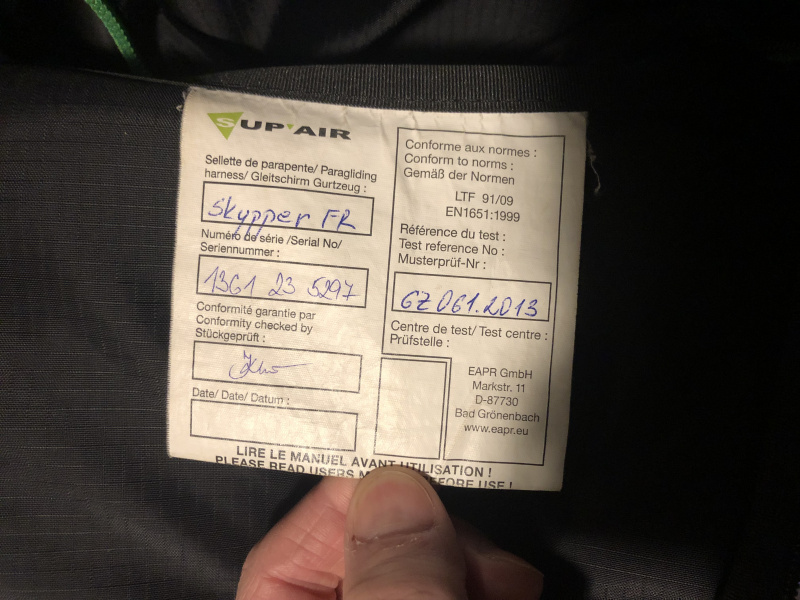 SUP'AIR
Sellette de parapente/ Paragliding
harness/ Gleitschirm Gurtzeug :
Skypper FR
Numéro de série /Serial No/
Seriennummer :
13G1 23 5297
Conformité garantie par
Conformity checked by
Stückgeprüft :
Date/ Date/ Datum :
Conforme aux normes :
Conform to norms :
Gemäß der Normen
LTF 91/09
EN1651:1999
Référence du test :
Test reference No :
Musterprüf-Nr :
GZ 061.2013
Centre de test/ Test centre :
Prüfstelle :
EAPR GmbH
Markstr. 11
D-87730
Bad Grönenbach
www.eapr.eu
LIRE LE MANUEL AVANT UTILISATION !
PLEASE READ USERS BEFORE USE !